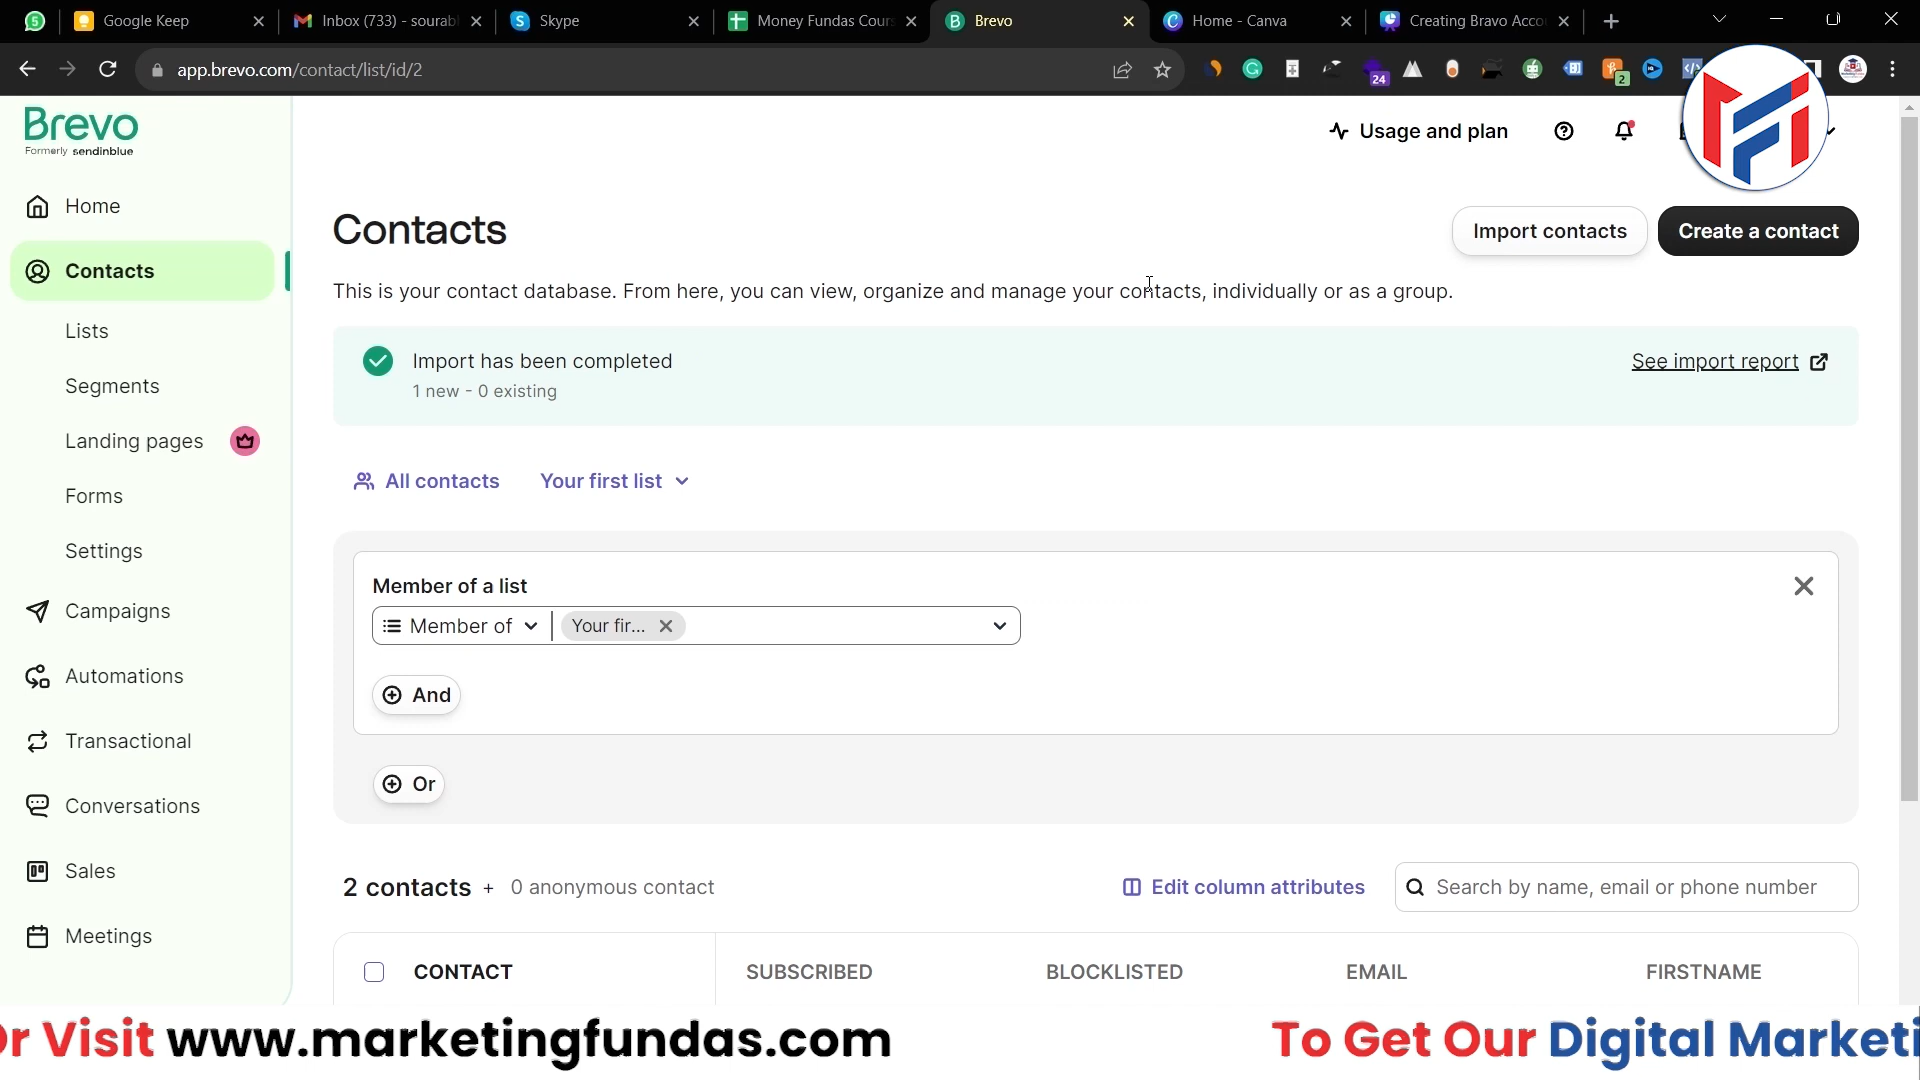 Google Keep
Inbox (733) - sourabl
Skype
Money Fundas Cours
Brevo
Home - Canva
Creating Bravo Acco
app.brevo.com/contact/list/id/2
24
2
Brevo
Formerly sendinblue
Usage and plan
Home
Contacts
Lists
Segments
Landing pages
Forms
Settings
Campaigns
Automations
Transactional
Conversations
Sales
Meetings
Contacts
Import contacts
Create a contact
This is your contact database. From here, you can view, organize and manage your contacts, individually or as a group.
Import has been completed
See import report
1 new - 0 existing
All contacts
Your first list
Member of a list
Member of
Your fir...
And
Or
2 contacts + 0 anonymous contact
Edit column attributes
Search by name, email or phone number
CONTACT
SUBSCRIBED
BLOCKLISTED
EMAIL
FIRSTNAME
Or Visit www.marketingfundas.com
To Get Our Digital Marketi